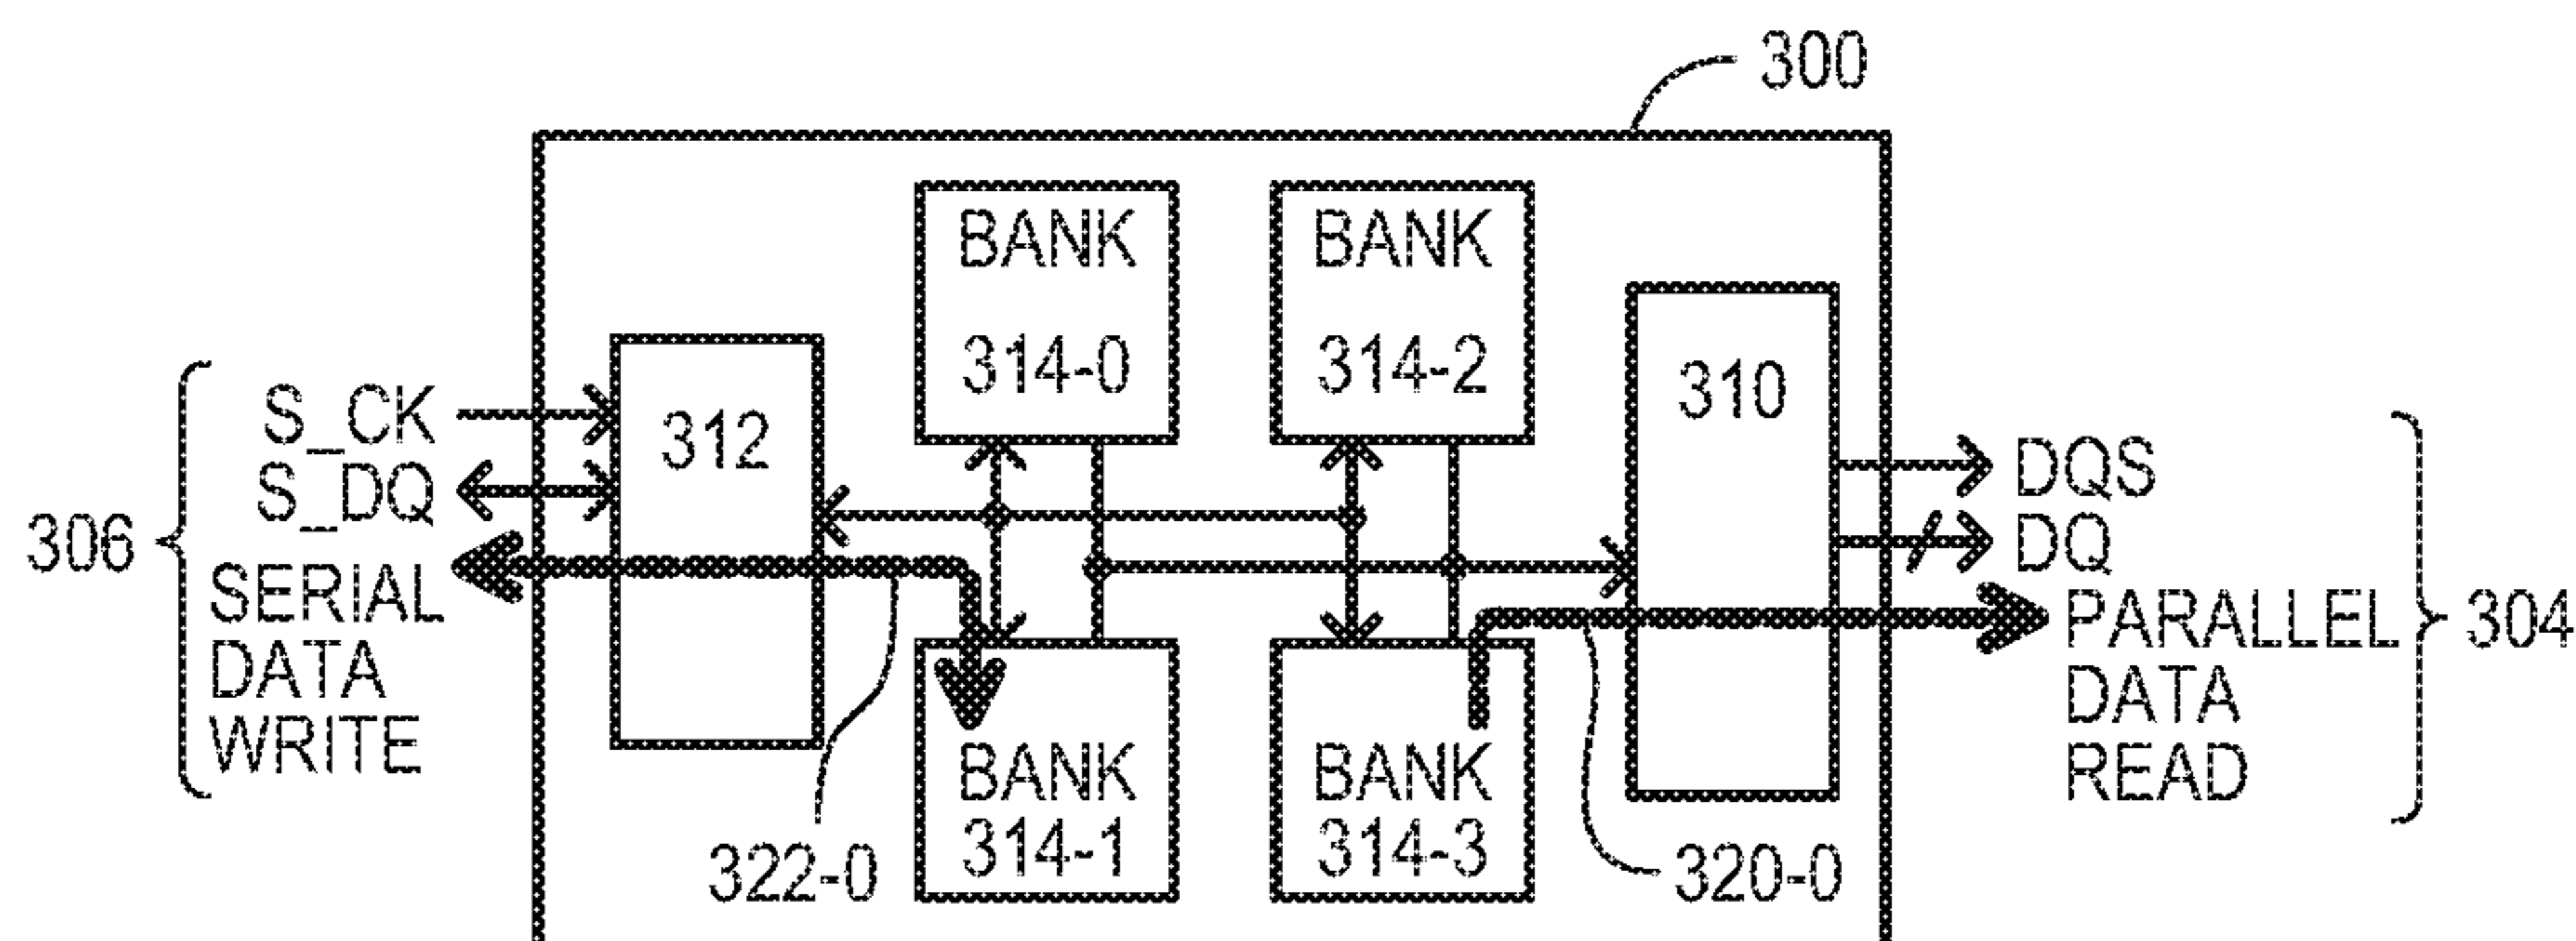 300
BANK
314-0
BANK
314-2
312
310
306
S_CK
S_DQ
SERIAL
DATA
WRITE
DQS
DQ
PARALLEL
DATA
READ
304
BANK
314-1
BANK
314-3
322-0
320-0